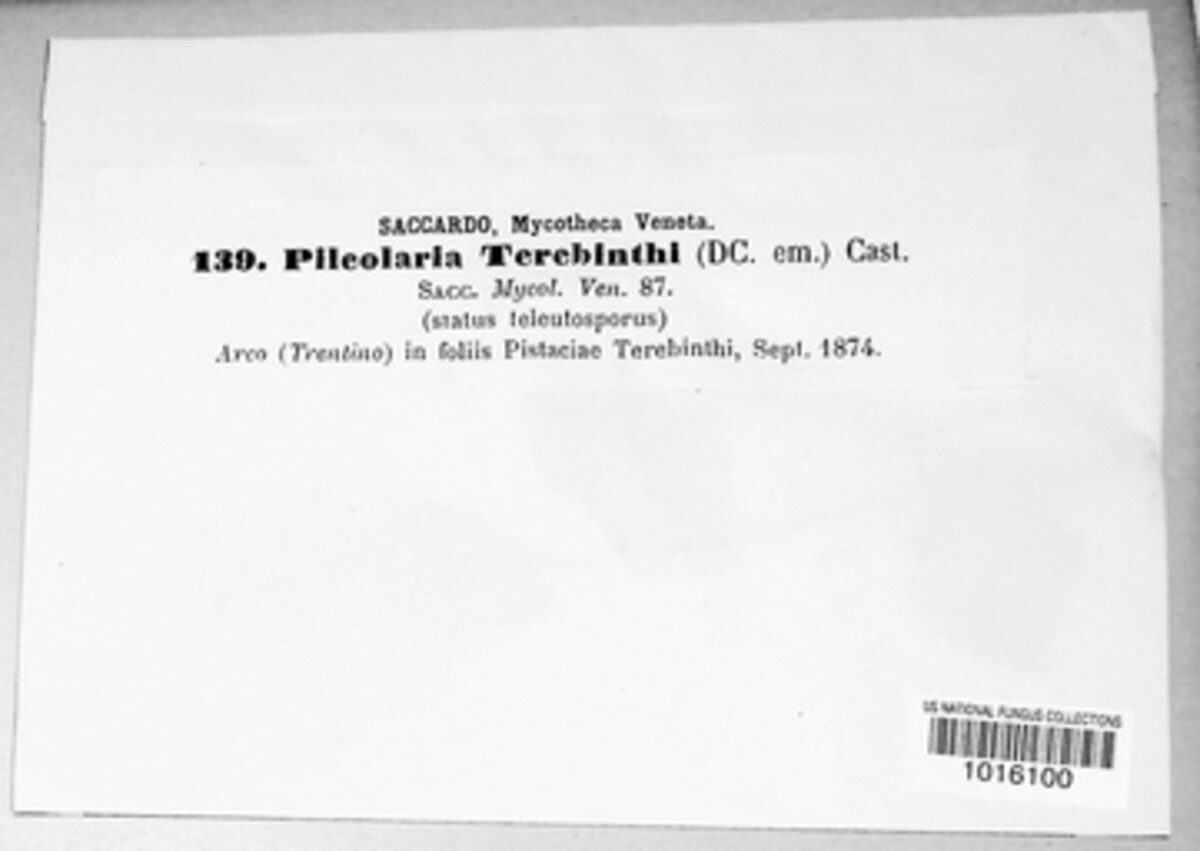 SACCARDO, Mycotheca Veneta.
139. Pileolaria Terebinthi (DC. em.) Cast.
SACC. Mycol. Ven. 87.
(status teleutosporus)
Arco (Trentino) in foliis Pistaciae Terebinthi, Sept. 1874.
US NATIONAL FUNGUS COLLECTIONS
1016100